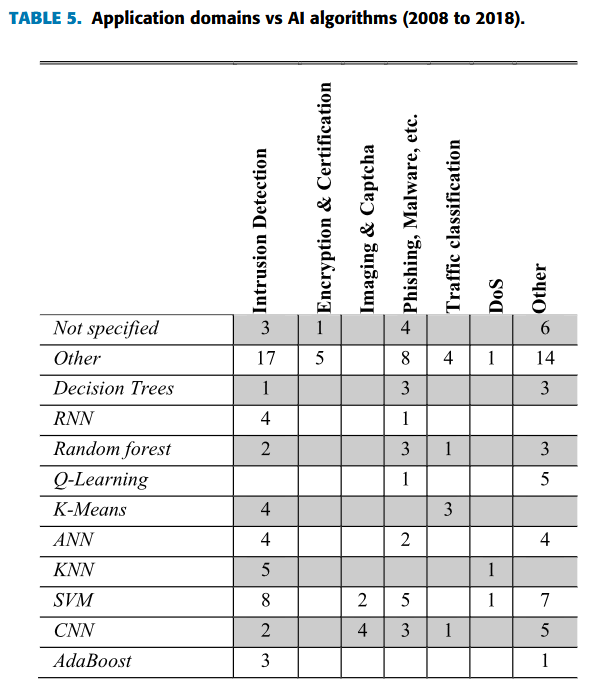 TABLE 5. Application domains vs AI algorithms (2008 to 2018).
Intrusion Detection
Encryption & Certification
Imaging & Captcha
Phishing, Malware, etc.
Traffic classification
DoS
Other
Not specified 3 1 4 6
Other 17 5 8 4 1 14
Decision Trees 1 3 3
RNN 4 1
Random forest 2 3 1 3
Q-Learning 1 5
K-Means 4 3
ANN 4 2 4
KNN 5 1
SVM 8 2 5 1 7
CNN 2 4 3 1 5
AdaBoost 3 1